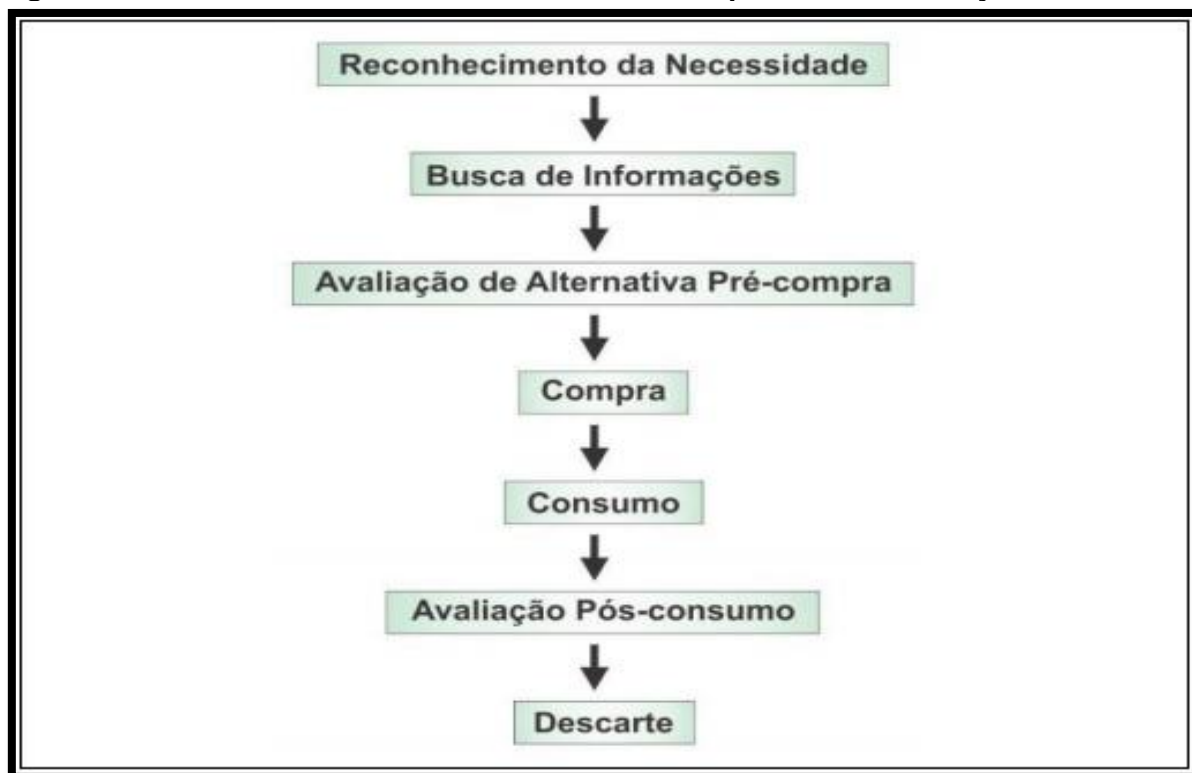 Reconhecimento da Necessidade
Busca de Informações
Avaliação de Alternativa Pré-compra
Compra
Consumo
Avaliação Pós-consumo
Descarte